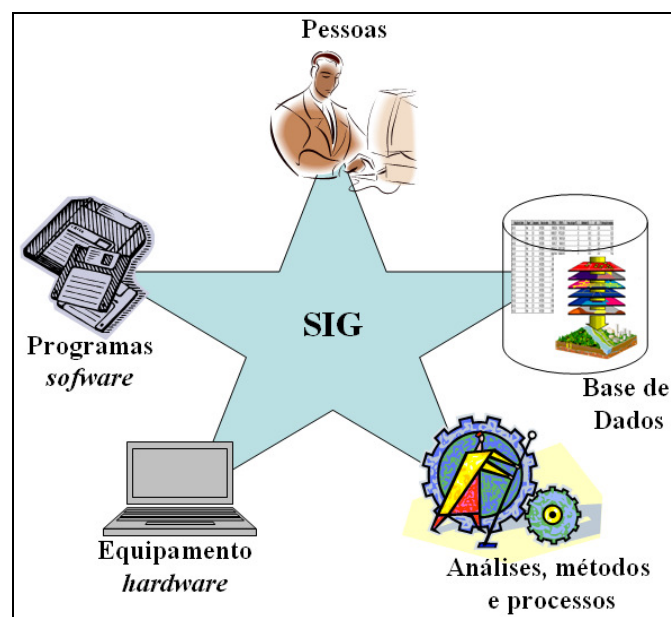 Pessoas
SIG
Programas
sofware
Base de
Dados
Equipamento
hardware
Análises, métodos
e processos